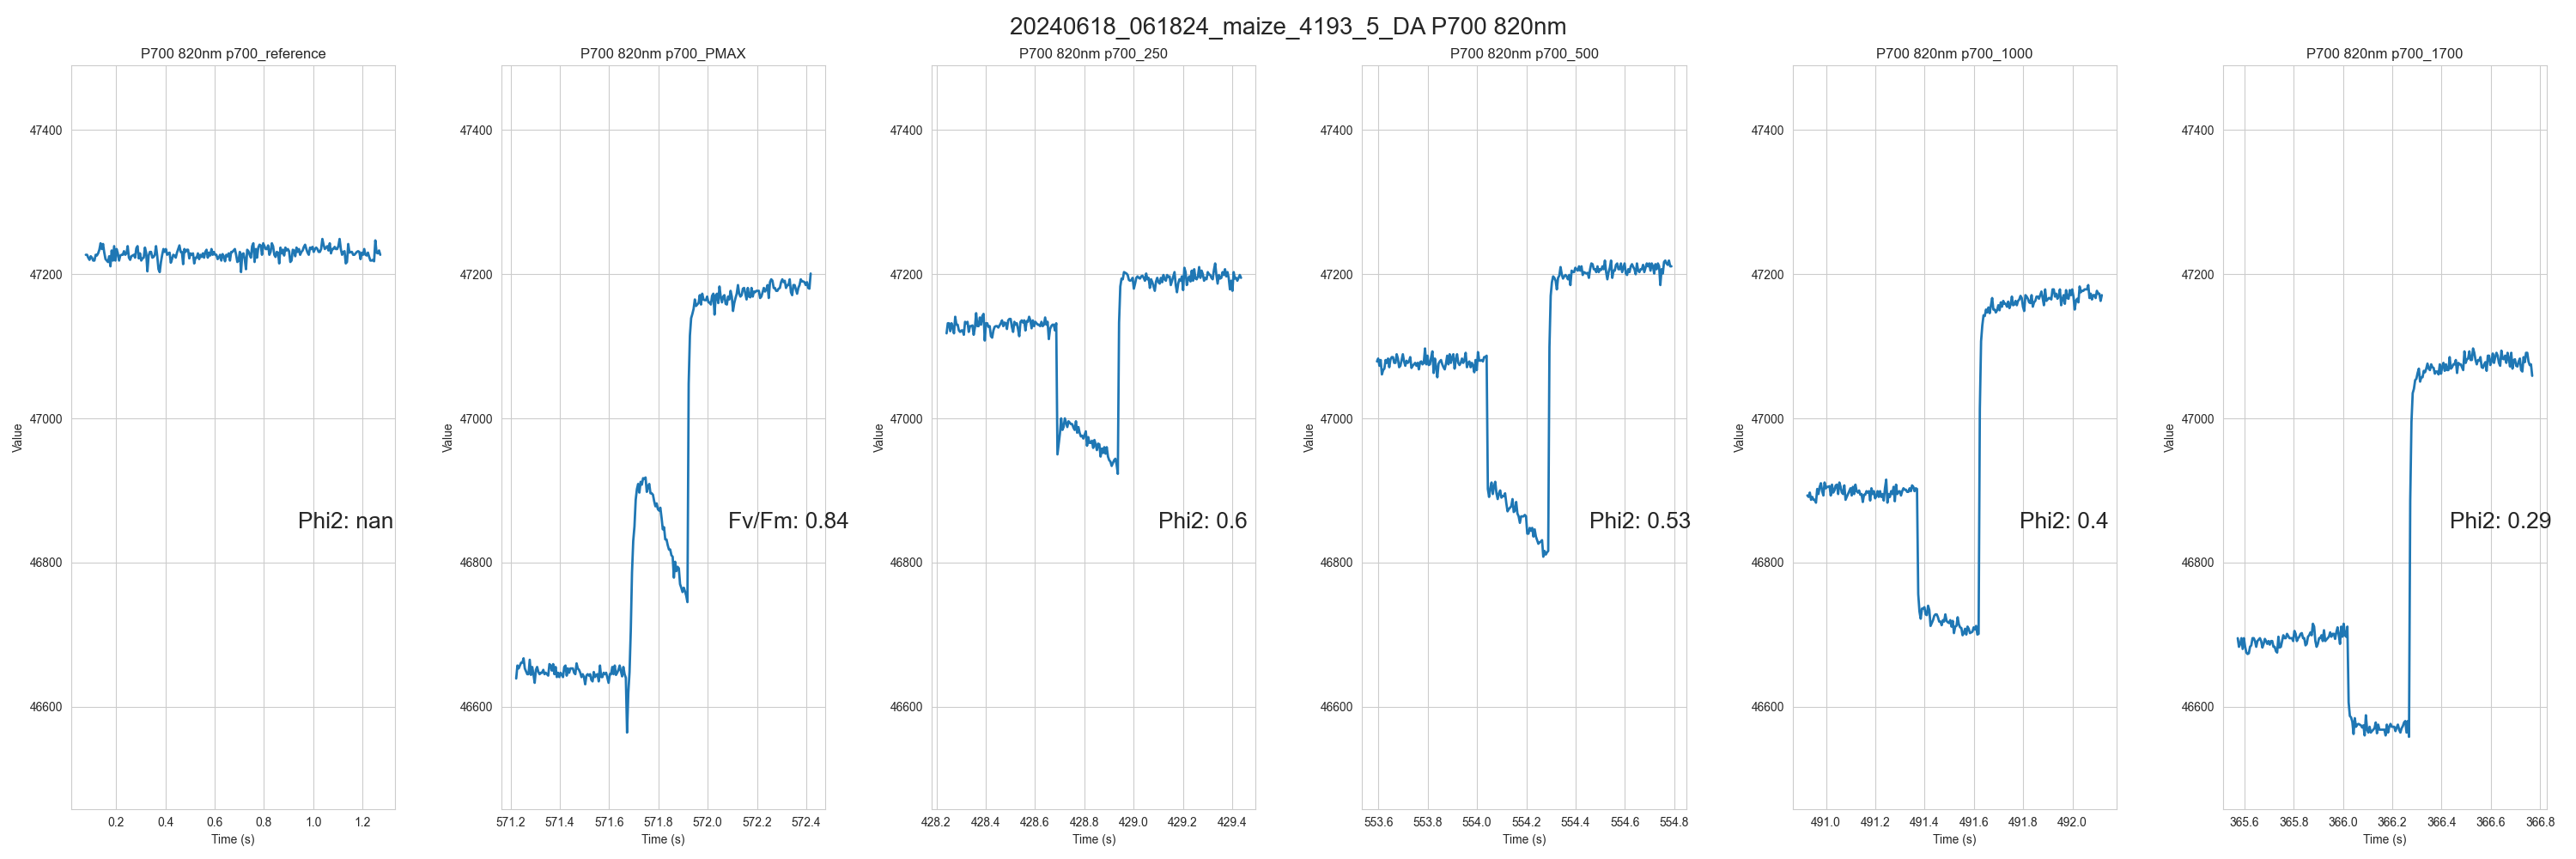 20240618_061824_maize_4193_5_DA P700 820nm
P700 820nm p700_reference
47400
47200
47000
46800
46600
Value
Phi2: nan
0.2 0.4 0.6 0.8 1.0 1.2
Time (s)
P700 820nm p700_PMAX
47400
47200
47000
46800
46600
Value
Fv/Fm: 0.84
571.2 571.4 571.6 571.8 572.0 572.2 572.4
Time (s)
P700 820nm p700_250
47400
47200
47000
46800
46600
Value
Phi2: 0.6
428.2 428.4 428.6 428.8 429.0 429.2 429.4
Time (s)
P700 820nm p700_500
47400
47200
47000
46800
46600
Value
Phi2: 0.53
553.6 553.8 554.0 554.2 554.4 554.6 554.8
Time (s)
P700 820nm p700_1000
47400
47200
47000
46800
46600
Value
Phi2: 0.4
491.0 491.2 491.4 491.6 491.8 492.0
Time (s)
P700 820nm p700_1700
47400
47200
47000
46800
46600
Value
Phi2: 0.29
365.6 365.8 366.0 366.2 366.4 366.6 366.8
Time (s)